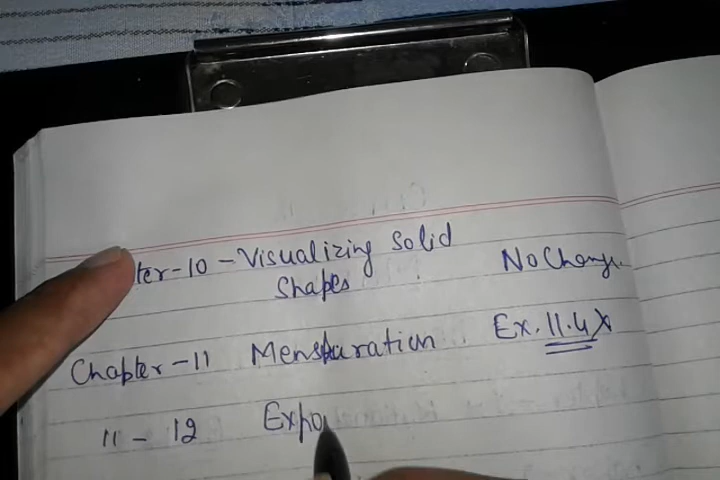 ter-10 - Visualizing Solid
Shapes No Change
Chapter -11 Mensuration Ex. 11.4 X
11 - 12 Expo